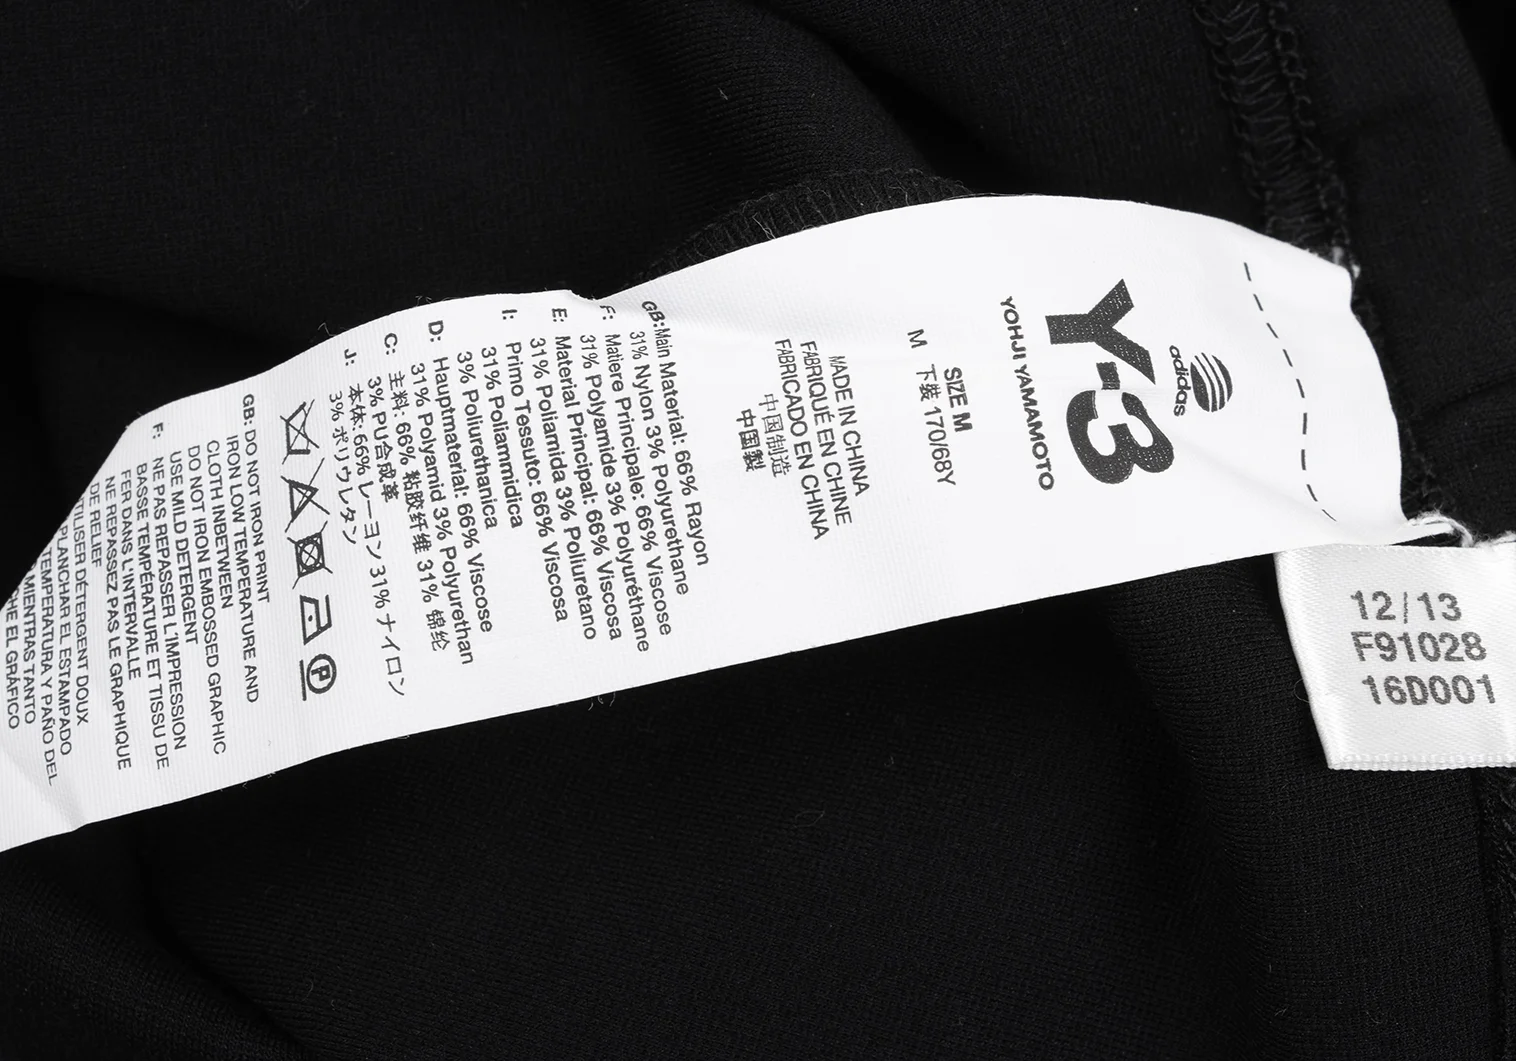 adidas
Y-3
YOHJI YAMAMOTO
SIZE M
M 下装 170/68Y
MADE IN CHINA
FABRIQUÉ EN CHINE
FABRICADO EN CHINA
中国制造
中国製
GB: Main Material: 66% Rayon
31% Nylon 3% Polyurethane
F: Matiere Principale: 66% Viscose
31% Polyamide 3% Polyuréthane
E: Material Principal: 66% Viscosa
31% Poliamida 3% Poliuretano
I: Primo Tessuto: 66% Viscosa
31% Poliammidica
3% Poliurethanica
D: Hauptmaterial: 66% Viscose
31% Polyamid 3% Polyurethan
C: 主料: 66% 粘胶纤维 31% 锦纶
3% PU合成革
J: 本体: 66% レーヨン 31% ナイロン
3% ポリウレタン
P
GB: DO NOT IRON PRINT
IRON LOW TEMPERATURE AND
CLOTH INBETWEEN
DO NOT IRON EMBOSSED GRAPHIC
USE MILD DETERGENT
F: NE PAS REPASSER L'IMPRESSION
BASSE TEMPÉRATURE ET TISSU DE
FER DANS L'INTERVALLE
NE REPASSEZ PAS LE GRAPHIQUE
DE RELIEF
UTILISER DÉTERGENT DOUX
PLANCHAR EL ESTAMPADO
TEMPERATURA Y PAÑO DEL
MIENTRAS TANTO
EL GRÁFICO
12/13
F91028
16D001